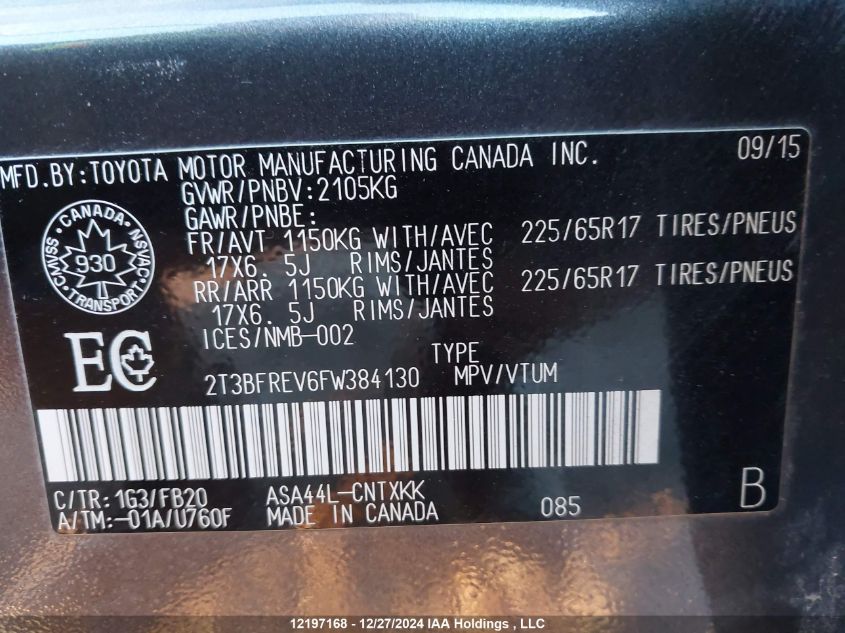 MFD.BY:TOYOTA MOTOR MANUFACTURING CANADA INC. 09/15
GVWR/PNBV:2105KG
GAWR/PNBE:
FR/AVT 1150KG WITH/AVEC 225/65R17 TIRES/PNEUS
17X6.5J RIMS/JANTES
RR/ARR 1150KG WITH/AVEC 225/65R17 TIRES/PNEUS
17X6.5J RIMS/JANTES
ICES/NMB-002
CANADA
CMVSS 930 NSVAC
TRANSPORT
EC
TYPE
2T3BFREV6FW384130 MPV/VTUM
C/TR:1G3/FB20 ASA44L-CNTXKK
A/TM:-01A/U760F MADE IN CANADA 085 B
12197168 - 12/27/2024 IAA Holdings , LLC